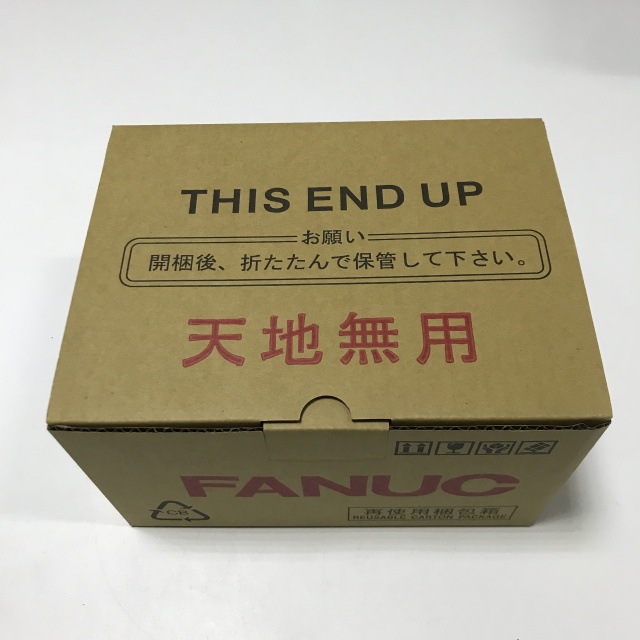 THIS END UP
お願い
開梱後、折たたんで保管して下さい。
天地無用
FANUC
CB
再使用梱包箱
REUSABLE CARTON PACKAGE